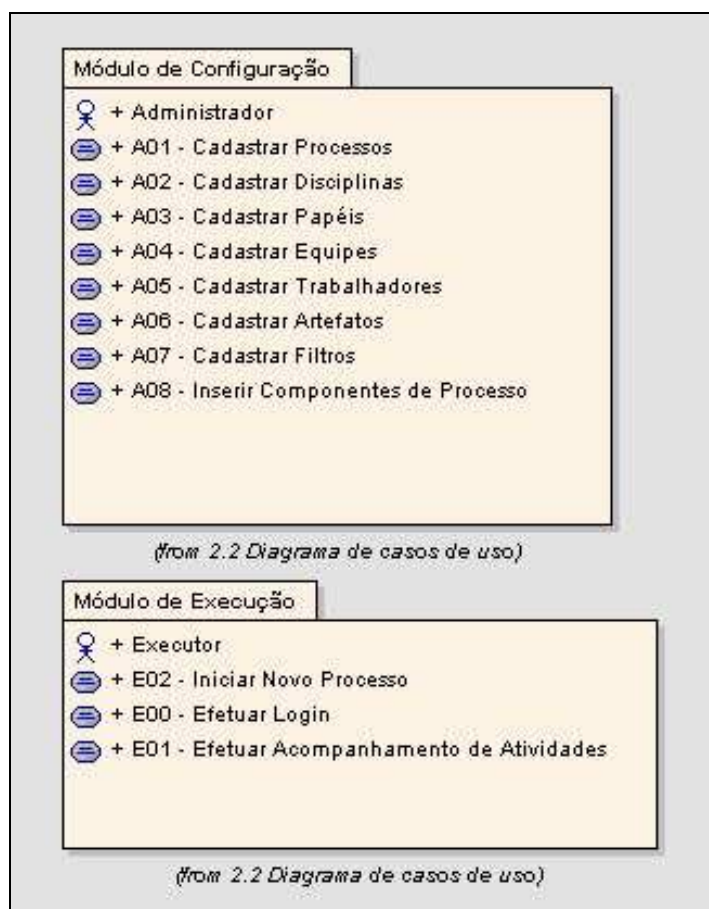 Módulo de Configuração
+ Administrador
+ A01 - Cadastrar Processos
+ A02 - Cadastrar Disciplinas
+ A03 - Cadastrar Papéis
+ A04 - Cadastrar Equipes
+ A05 - Cadastrar Trabalhadores
+ A06 - Cadastrar Artefatos
+ A07 - Cadastrar Filtros
+ A08 - Inserir Componentes de Processo
(from 2.2 Diagrama de casos de uso)
Módulo de Execução
+ Executor
+ E02 - Iniciar Novo Processo
+ E00 - Efetuar Login
+ E01 - Efetuar Acompanhamento de Atividades
(from 2.2 Diagrama de casos de uso)